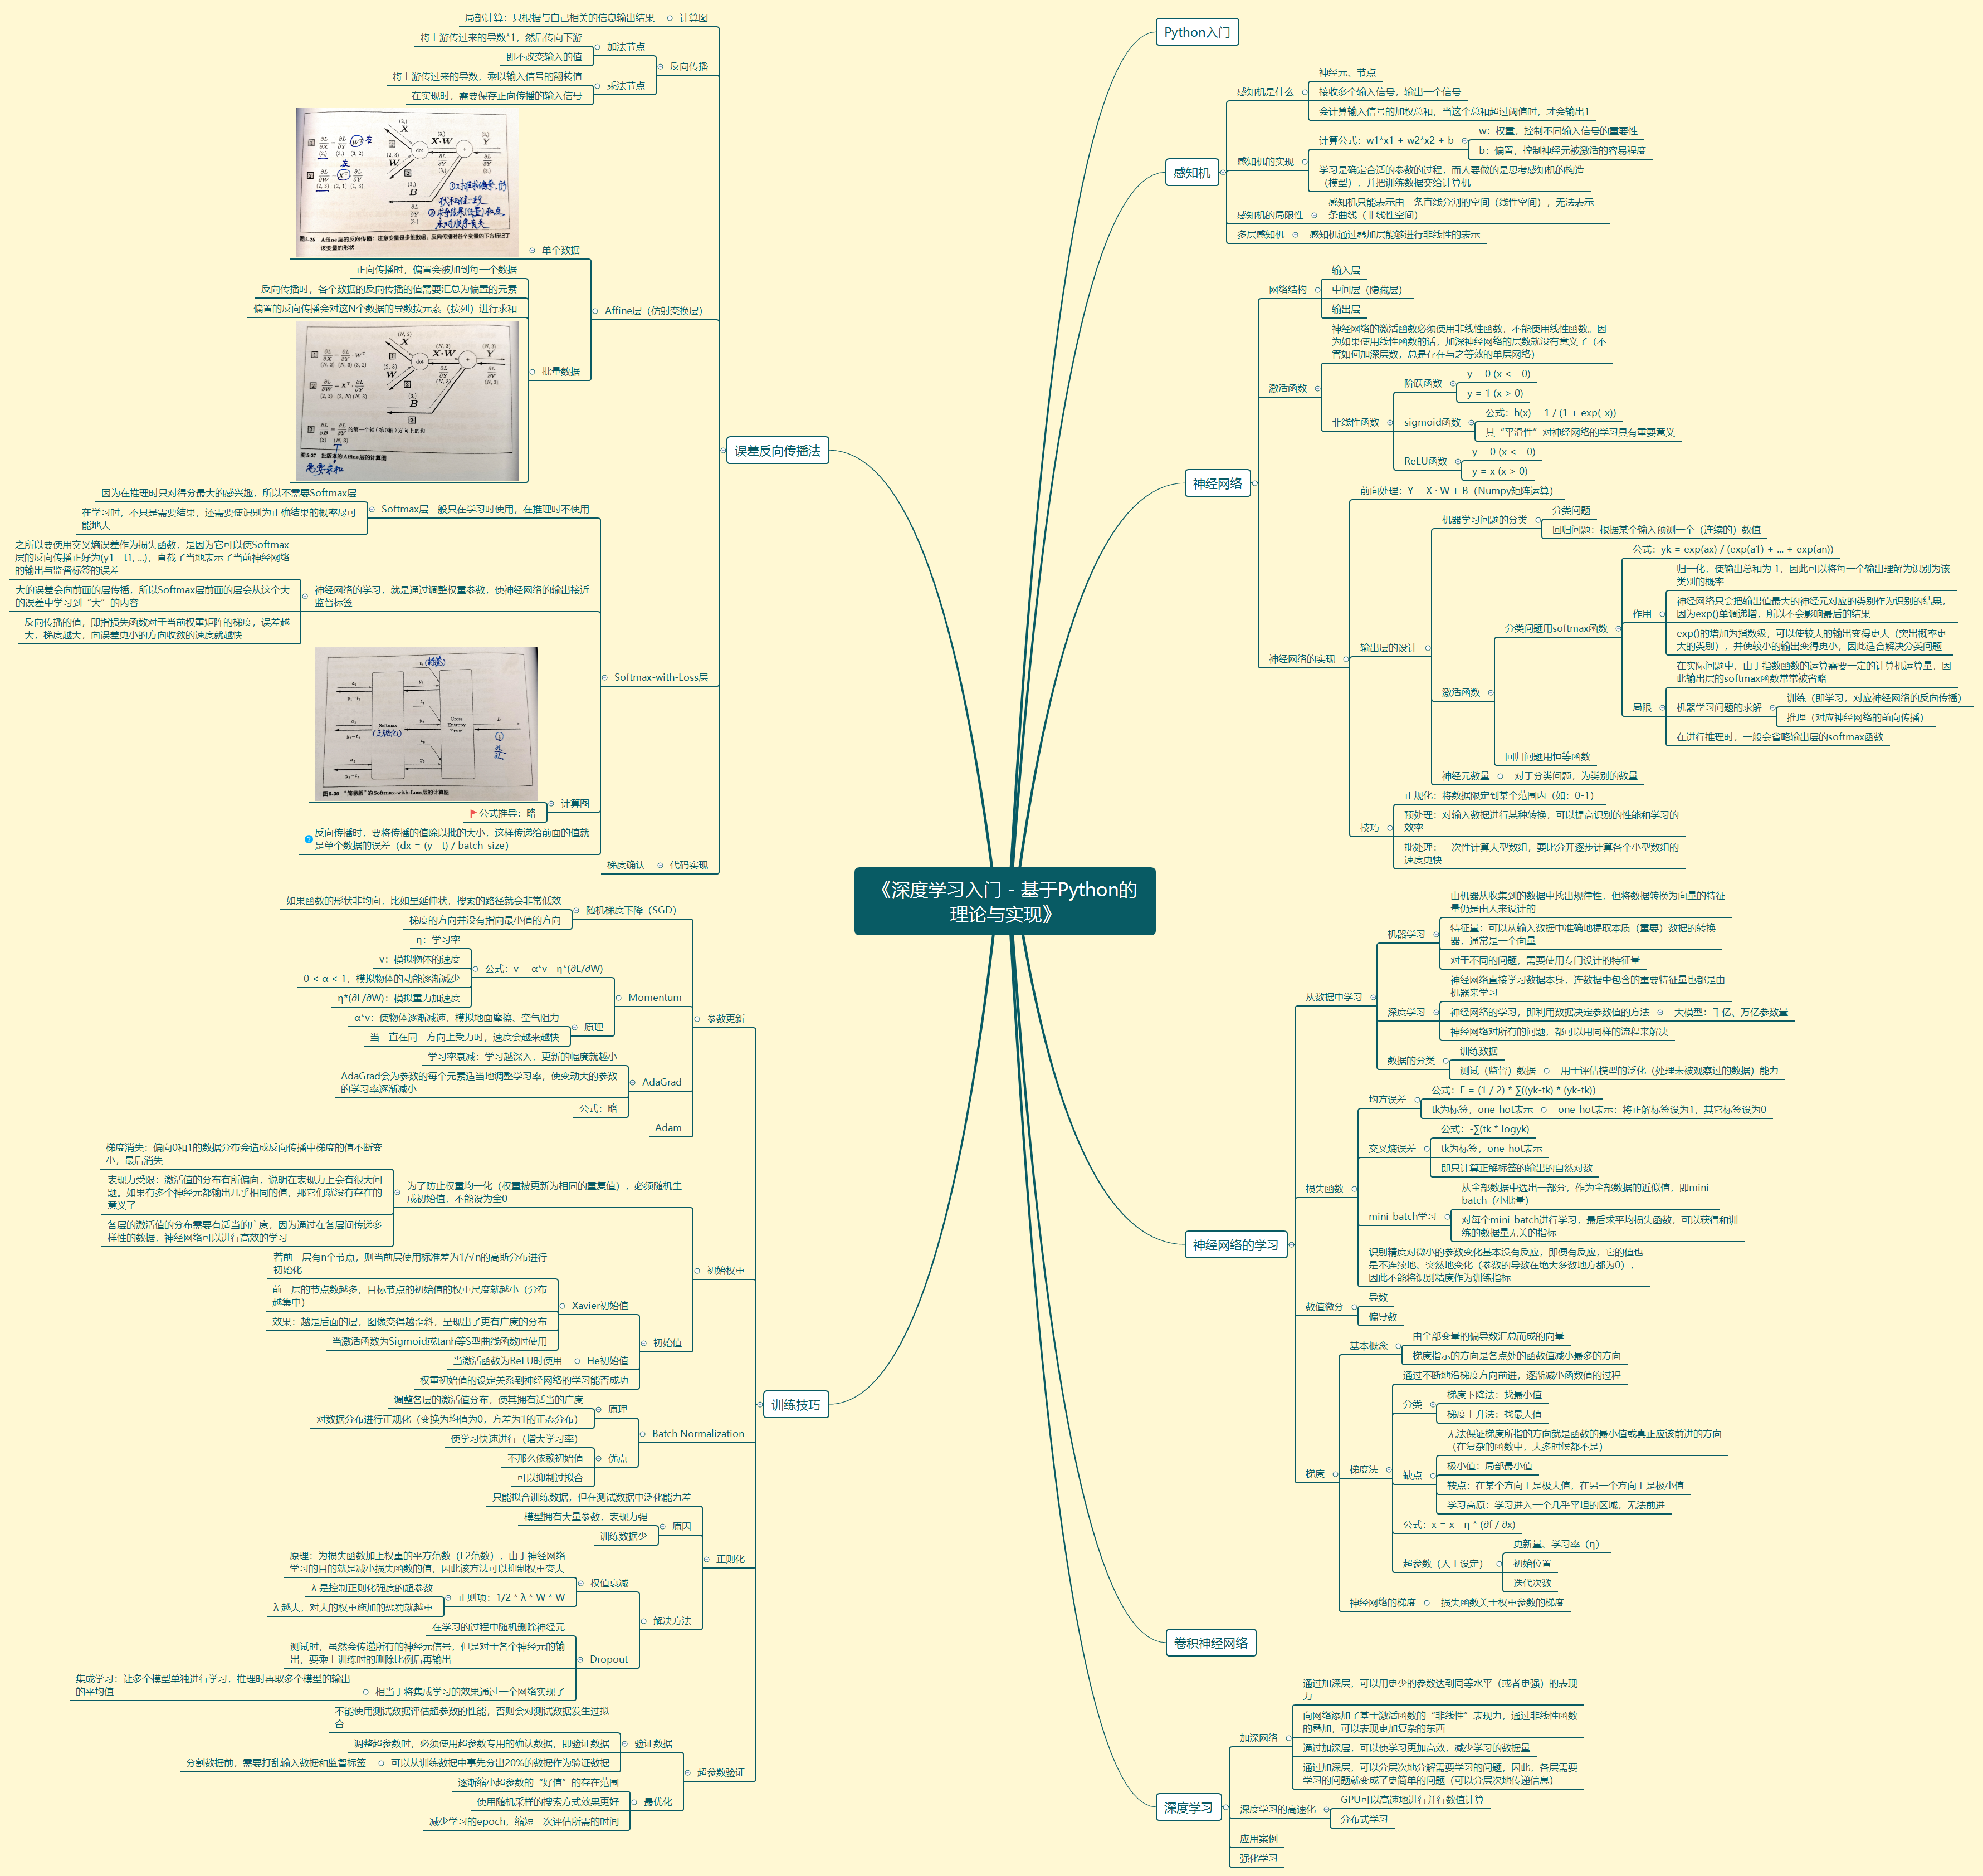 《深度学习入门 - 基于Python的
理论与实现》
Python入门
感知机
感知机是什么
神经元、节点
接收多个输入信号，输出一个信号
会计算输入信号的加权总和，当这个总和超过阈值时，才会输出1
感知机的实现
计算公式：w1*x1 + w2*x2 + b
w：权重，控制不同输入信号的重要性
b：偏置，控制神经元被激活的容易程度
学习是确定合适的参数的过程，而人要做的是思考感知机的构造
（模型），并把训练数据交给计算机
感知机的局限性
感知机只能表示由一条直线分割的空间（线性空间），无法表示一
条曲线（非线性空间）
多层感知机
感知机通过叠加层能够进行非线性的表示
神经网络
网络结构
输入层
中间层（隐藏层）
输出层
激活函数
神经网络的激活函数必须使用非线性函数，不能使用线性函数。因
为如果使用线性函数的话，加深神经网络的层数就没有意义了（不
管如何加深层数，总是存在与之等效的单层网络）
非线性函数
阶跃函数
y = 0 (x <= 0)
y = 1 (x > 0)
sigmoid函数
公式：h(x) = 1 / (1 + exp(-x))
其“平滑性”对神经网络的学习具有重要意义
ReLU函数
y = 0 (x <= 0)
y = x (x > 0)
神经网络的实现
前向处理：Y = X · W + B（Numpy矩阵运算）
输出层的设计
机器学习问题的分类
分类问题
回归问题：根据某个输入预测一个（连续的）数值
激活函数
分类问题用softmax函数
公式：yk = exp(ax) / (exp(a1) + ... + exp(an))
作用
归一化，使输出总和为 1，因此可以将每一个输出理解为识别为该
类别的概率
神经网络只会把输出值最大的神经元对应的类别作为识别的结果，
因为exp()单调递增，所以不会影响最后的结果
exp()的增加为指数级，可以使较大的输出变得更大（突出概率更
大的类别），并使较小的输出变得更小，因此适合解决分类问题
局限
在实际问题中，由于指数函数的运算需要一定的计算机运算量，因
此输出层的softmax函数常常被省略
机器学习问题的求解
训练（即学习，对应神经网络的反向传播）
推理（对应神经网络的前向传播）
在进行推理时，一般会省略输出层的softmax函数
回归问题用恒等函数
神经元数量
对于分类问题，为类别的数量
技巧
正规化：将数据限定到某个范围内（如：0-1）
预处理：对输入数据进行某种转换，可以提高识别的性能和学习的
效率
批处理：一次性计算大型数组，要比分开逐步计算各个小型数组的
速度更快
神经网络的学习
从数据中学习
机器学习
由机器从收集到的数据中找出规律性，但将数据转换为向量的特征
量仍是由人来设计的
特征量：可以从输入数据中准确地提取本质（重要）数据的转换
器，通常是一个向量
对于不同的问题，需要使用专门设计的特征量
深度学习
神经网络直接学习数据本身，连数据中包含的重要特征量也都是由
机器来学习
神经网络的学习，即利用数据决定参数值的方法
大模型：千亿、万亿参数量
神经网络对所有的问题，都可以用同样的流程来解决
数据的分类
训练数据
测试（监督）数据
用于评估模型的泛化（处理未被观察过的数据）能力
损失函数
均方误差
公式：E = (1 / 2) * ∑((yk-tk) * (yk-tk))
tk为标签，one-hot表示
one-hot表示：将正解标签设为1，其它标签设为0
交叉熵误差
公式：-∑(tk * logyk)
tk为标签，one-hot表示
即只计算正解标签的输出的自然对数
mini-batch学习
从全部数据中选出一部分，作为全部数据的近似值，即mini-
batch（小批量）
对每个mini-batch进行学习，最后求平均损失函数，可以获得和训
练的数据量无关的指标
识别精度对微小的参数变化基本没有反应，即便有反应，它的值也
是不连续地、突然地变化（参数的导数在绝大多数地方都为0），
因此不能将识别精度作为训练指标
数值微分
导数
偏导数
梯度
基本概念
由全部变量的偏导数汇总而成的向量
梯度指示的方向是各点处的函数值减小最多的方向
梯度法
通过不断地沿梯度方向前进，逐渐减小函数值的过程
分类
梯度下降法：找最小值
梯度上升法：找最大值
缺点
无法保证梯度所指的方向就是函数的最小值或真正应该前进的方向
（在复杂的函数中，大多时候都不是）
极小值：局部最小值
鞍点：在某个方向上是极大值，在另一个方向上是极小值
学习高原：学习进入一个几乎平坦的区域，无法前进
公式：x = x - η * (∂f / ∂x)
超参数（人工设定）
更新量、学习率（η）
初始位置
迭代次数
神经网络的梯度
损失函数关于权重参数的梯度
卷积神经网络
深度学习
加深网络
通过加深层，可以用更少的参数达到同等水平（或者更强）的表现
力
向网络添加了基于激活函数的“非线性”表现力，通过非线性函数
的叠加，可以表现更加复杂的东西
通过加深层，可以使学习更加高效，减少学习的数据量
通过加深层，可以分层次地分解需要学习的问题，因此，各层需要
学习的问题就变成了更简单的问题（可以分层次地传递信息）
深度学习的高速化
GPU可以高速地进行并行数值计算
分布式学习
应用案例
强化学习
误差反向传播法
计算图
局部计算：只根据与自己相关的信息输出结果
反向传播
加法节点
将上游传过来的导数*1，然后传向下游
即不改变输入的值
乘法节点
将上游传过来的导数，乘以输入信号的翻转值
在实现时，需要保存正向传播的输入信号
Affine层（仿射变换层）
单个数据
图5-25 Affine层的反向传播：注意变量是多维数组。反向传播时各个变量的下方标记了
该变量的形状
批量数据
正向传播时，偏置会被加到每一个数据
反向传播时，各个数据的反向传播的值需要汇总为偏置的元素
偏置的反向传播会对这N个数据的导数按元素（按列）进行求和
的第一个轴（第0轴）方向上的和
图5-27 批版本的Affine层的计算图
需要求和
Softmax-with-Loss层
Softmax层一般只在学习时使用，在推理时不使用
因为在推理时只对得分最大的感兴趣，所以不需要Softmax层
在学习时，不只是需要结果，还需要使识别为正确结果的概率尽可
能地大
神经网络的学习，就是通过调整权重参数，使神经网络的输出接近
监督标签
之所以要使用交叉熵误差作为损失函数，是因为它可以使Softmax
层的反向传播正好为(y1 - t1, ...)，直截了当地表示了当前神经网络
的输出与监督标签的误差
大的误差会向前面的层传播，所以Softmax层前面的层会从这个大
的误差中学习到“大”的内容
反向传播的值，即指损失函数对于当前权重矩阵的梯度，误差越
大，梯度越大，向误差更小的方向收敛的速度就越快
计算图
Softmax
(正规化)
Cross
Entropy
Error
(标签)
图5-30 “简易版”的Softmax-with-Loss层的计算图
公式推导：略
反向传播时，要将传播的值除以批的大小，这样传递给前面的值就
是单个数据的误差（dx = (y - t) / batch_size）
代码实现
梯度确认
训练技巧
参数更新
随机梯度下降（SGD）
如果函数的形状非均向，比如呈延伸状，搜索的路径就会非常低效
梯度的方向并没有指向最小值的方向
Momentum
公式：v = α*v - η*(∂L/∂W)
η：学习率
v：模拟物体的速度
0 < α < 1，模拟物体的动能逐渐减少
η*(∂L/∂W)：模拟重力加速度
原理
α*v：使物体逐渐减速，模拟地面摩擦、空气阻力
当一直在同一方向上受力时，速度会越来越快
AdaGrad
学习率衰减：学习越深入，更新的幅度就越小
AdaGrad会为参数的每个元素适当地调整学习率，使变动大的参数
的学习率逐渐减小
公式：略
Adam
初始权重
为了防止权重均一化（权重被更新为相同的重复值），必须随机生
成初始值，不能设为全0
梯度消失：偏向0和1的数据分布会造成反向传播中梯度的值不断变
小，最后消失
表现力受限：激活值的分布有所偏向，说明在表现力上会有很大问
题。如果有多个神经元都输出几乎相同的值，那它们就没有存在的
意义了
各层的激活值的分布需要有适当的广度，因为通过在各层间传递多
样性的数据，神经网络可以进行高效的学习
初始值
Xavier初始值
若前一层有n个节点，则当前层使用标准差为1/√n的高斯分布进行
初始化
前一层的节点数越多，目标节点的初始值的权重尺度就越小（分布
越集中）
效果：越是后面的层，图像变得越歪斜，呈现出了更有广度的分布
当激活函数为Sigmoid或tanh等S型曲线函数时使用
He初始值
当激活函数为ReLU时使用
权重初始值的设定关系到神经网络的学习能否成功
Batch Normalization
原理
调整各层的激活值分布，使其拥有适当的广度
对数据分布进行正规化（变换为均值为0，方差为1的正态分布）
优点
使学习快速进行（增大学习率）
不那么依赖初始值
可以抑制过拟合
正则化
只能拟合训练数据，但在测试数据中泛化能力差
原因
模型拥有大量参数，表现力强
训练数据少
解决方法
权值衰减
原理：为损失函数加上权重的平方范数（L2范数），由于神经网络
学习的目的就是减小损失函数的值，因此该方法可以抑制权重变大
正则项：1/2 * λ * W * W
λ 是控制正则化强度的超参数
λ 越大，对大的权重施加的惩罚就越重
Dropout
在学习的过程中随机删除神经元
测试时，虽然会传递所有的神经元信号，但是对于各个神经元的输
出，要乘上训练时的删除比例后再输出
相当于将集成学习的效果通过一个网络实现了
集成学习：让多个模型单独进行学习，推理时再取多个模型的输出
的平均值
超参数验证
验证数据
不能使用测试数据评估超参数的性能，否则会对测试数据发生过拟
合
调整超参数时，必须使用超参数专用的确认数据，即验证数据
可以从训练数据中事先分出20%的数据作为验证数据
分割数据前，需要打乱输入数据和监督标签
最优化
逐渐缩小超参数的“好值”的存在范围
使用随机采样的搜索方式效果更好
减少学习的epoch，缩短一次评估所需的时间